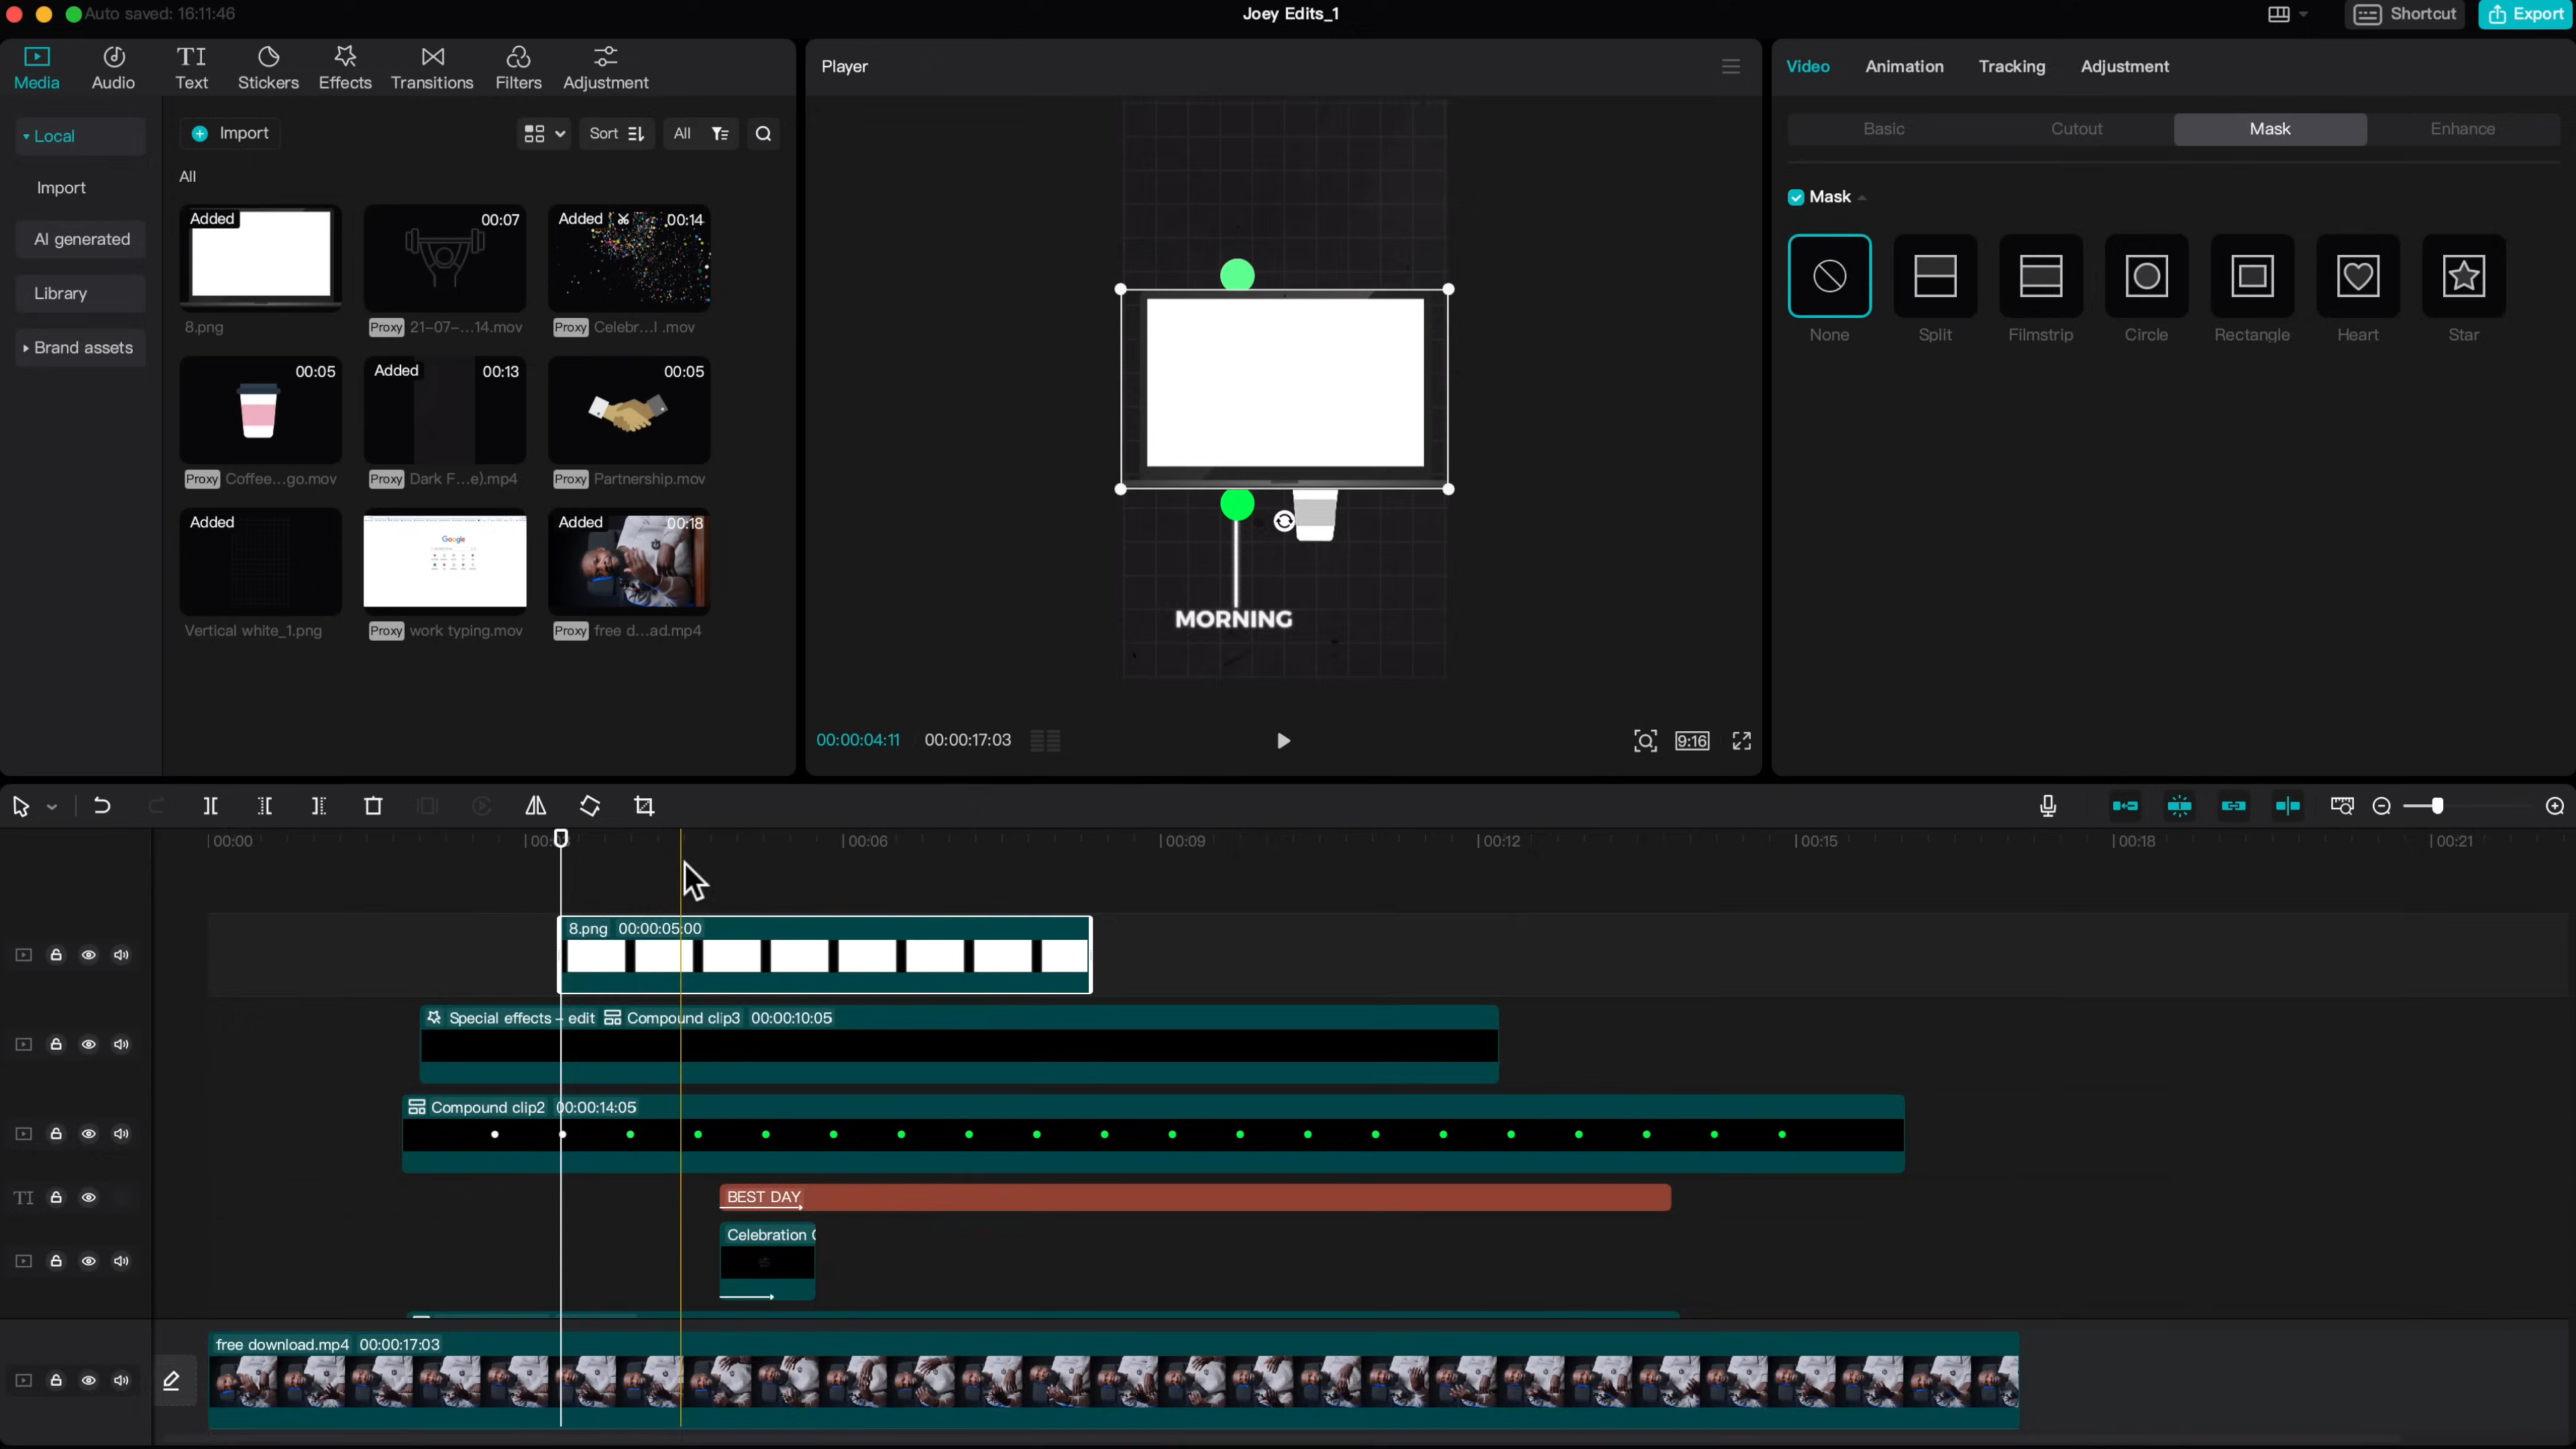 Auto saved: 16:11:46
Joey Edits_1
Shortcut
Export
Media
Audio
Text
Stickers
Effects
Transitions
Filters
Adjustment
Local
Import
AI generated
Library
Brand assets
Import
Sort
All
All
Added
00:07
Added
00:14
8.png
Proxy 21-07-...14.mov
Proxy Celebr...l .mov
00:05
Added
00:13
00:05
Proxy Coffee...go.mov
Proxy Dark F...e).mp4
Proxy Partnership.mov
Added
Google
Added
00:18
Vertical white_1.png
Proxy work typing.mov
Proxy free d...ad.mp4
Player
MORNING
00:00:04:11
00:00:17:03
9:16
Video
Animation
Tracking
Adjustment
Basic
Cutout
Mask
Enhance
Mask
None
Split
Filmstrip
Circle
Rectangle
Heart
Star
00:00
00:06
00:09
00:12
00:15
00:18
00:21
8.png 00:00:05:00
Special effects – edit Compound clip3 00:00:10:05
Compound clip2 00:00:14:05
TI
BEST DAY
Celebration
free download.mp4 00:00:17:03